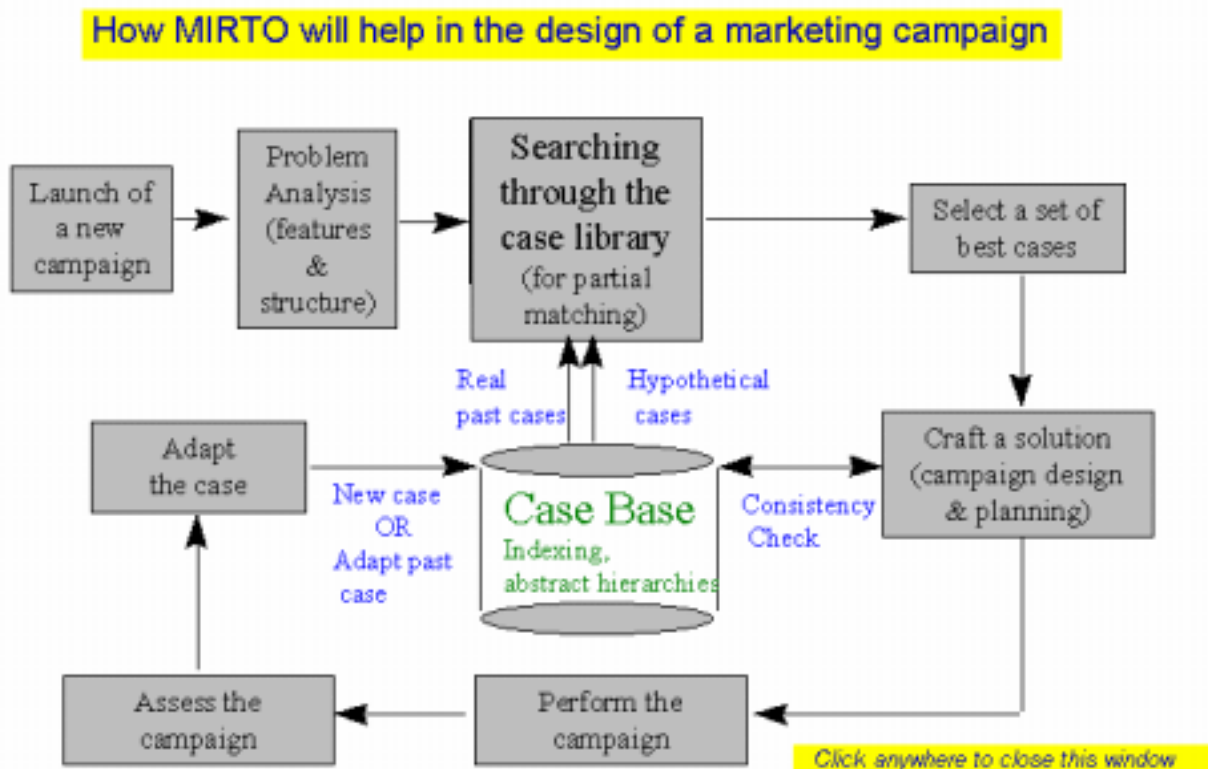 How MIRTO will help in the design of a marketing campaign
Launch of
a new
campaign
Problem
Analysis
(features
&
structure)
Searching
through the
case library
(for partial
matching)
Select a set of
best cases
Real
past cases
Hypothetical
cases
Adapt
the case
New case
OR
Adapt past
case
Case Base
Indexing,
abstract hierarchies
Consistency
Check
Craft a solution
(campaign design
& planning)
Assess the
campaign
Perform the
campaign
Click anywhere to close this window